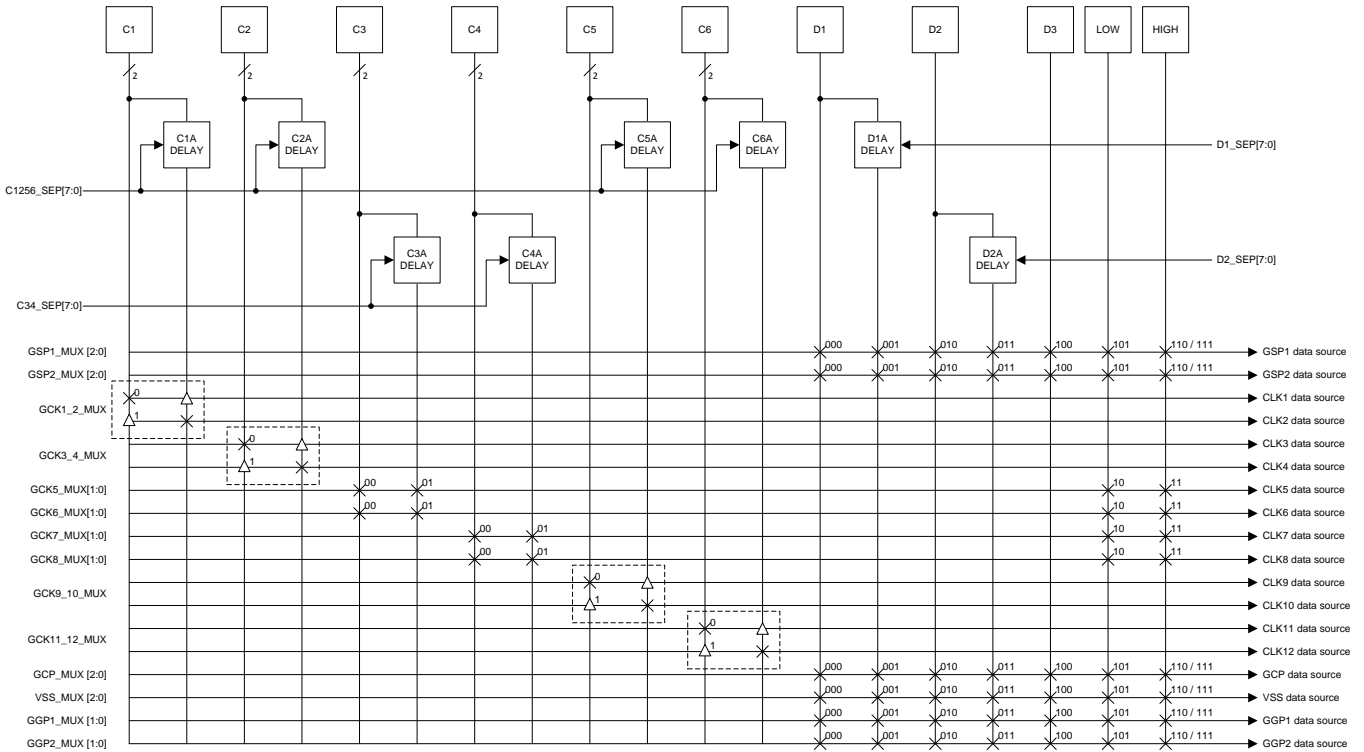 C1 C2 C3 C4 C5 C6 D1 D2 D3 LOW HIGH
2 2 2 2 2 2
C1A DELAY
C2A DELAY
C5A DELAY
C6A DELAY
D1A DELAY
D1_SEP[7:0]
C1256_SEP[7:0]
C3A DELAY
C4A DELAY
D2A DELAY
D2_SEP[7:0]
C34_SEP[7:0]
GSP1_MUX [2:0] 000 001 010 011 100 101 110 / 111 GSP1 data source
GSP2_MUX [2:0] 000 001 010 011 100 101 110 / 111 GSP2 data source
GCK1_2_MUX
0 CLK1 data source
1 CLK2 data source
GCK3_4_MUX
0 CLK3 data source
1 CLK4 data source
GCK5_MUX[1:0] 00 01 10 11 CLK5 data source
GCK6_MUX[1:0] 00 01 10 11 CLK6 data source
GCK7_MUX[1:0] 00 01 10 11 CLK7 data source
GCK8_MUX[1:0] 00 01 10 11 CLK8 data source
GCK9_10_MUX
0 CLK9 data source
1 CLK10 data source
GCK11_12_MUX
0 CLK11 data source
1 CLK12 data source
GCP_MUX [2:0] 000 001 010 011 100 101 110 / 111 GCP data source
VSS_MUX [2:0] 000 001 010 011 100 101 110 / 111 VSS data source
GGP1_MUX [1:0] 000 001 010 011 100 101 110 / 111 GGP1 data source
GGP2_MUX [1:0] 000 001 010 011 100 101 110 / 111 GGP2 data source